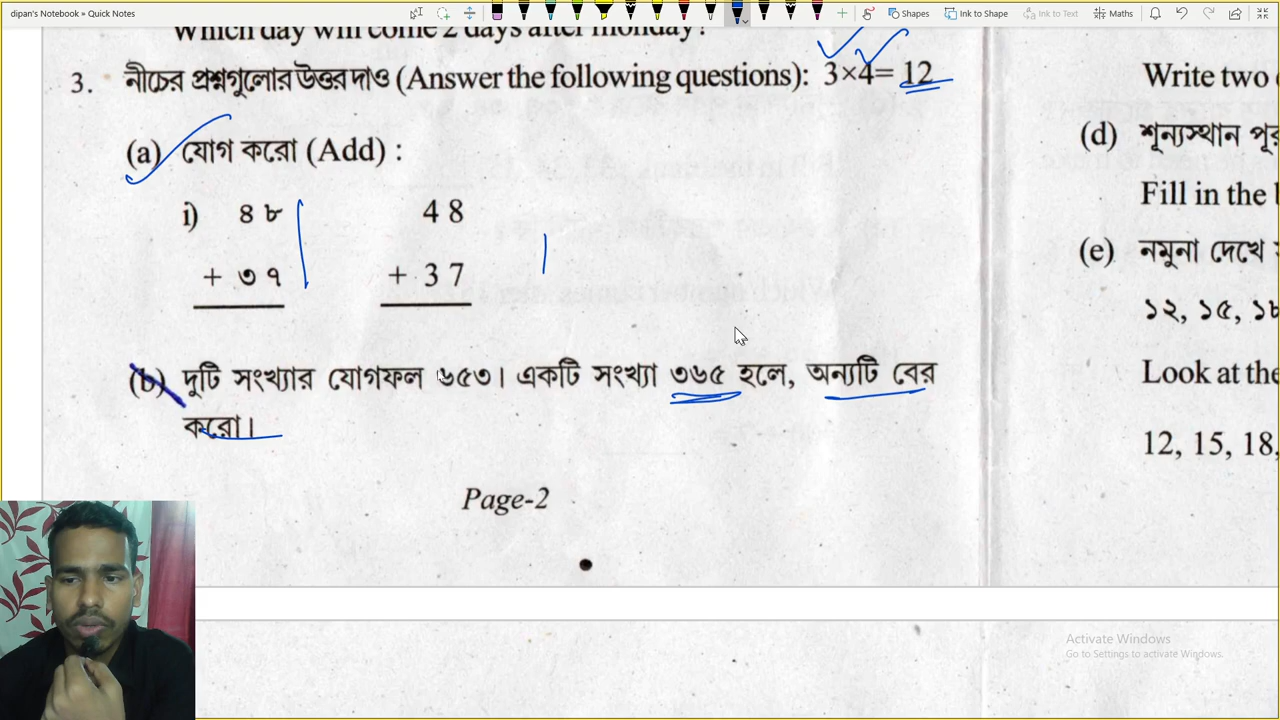 dipan's Notebook » Quick Notes
Shapes Ink to Shape Ink to Text Maths
Which day will come 2 days after monday?
3. নীচের প্রশ্নগুলোর উত্তর দাও (Answer the following questions): 3×4= 12
(a) যোগ করো (Add) :
i) ৪৮ 48
+ ৩৭ + 37
(b) দুটি সংখ্যার যোগফল ৬৫৩। একটি সংখ্যা ৩৬৫ হলে, অন্যটি বের
করো।
Page-2
Write two
(d) শূন্যস্থান
Fill in the
(e) নমুনা দেখে
১২, ১৫, ১৮
Look at the
12, 15, 18,
Activate Windows
Go to Settings to activate Windows.